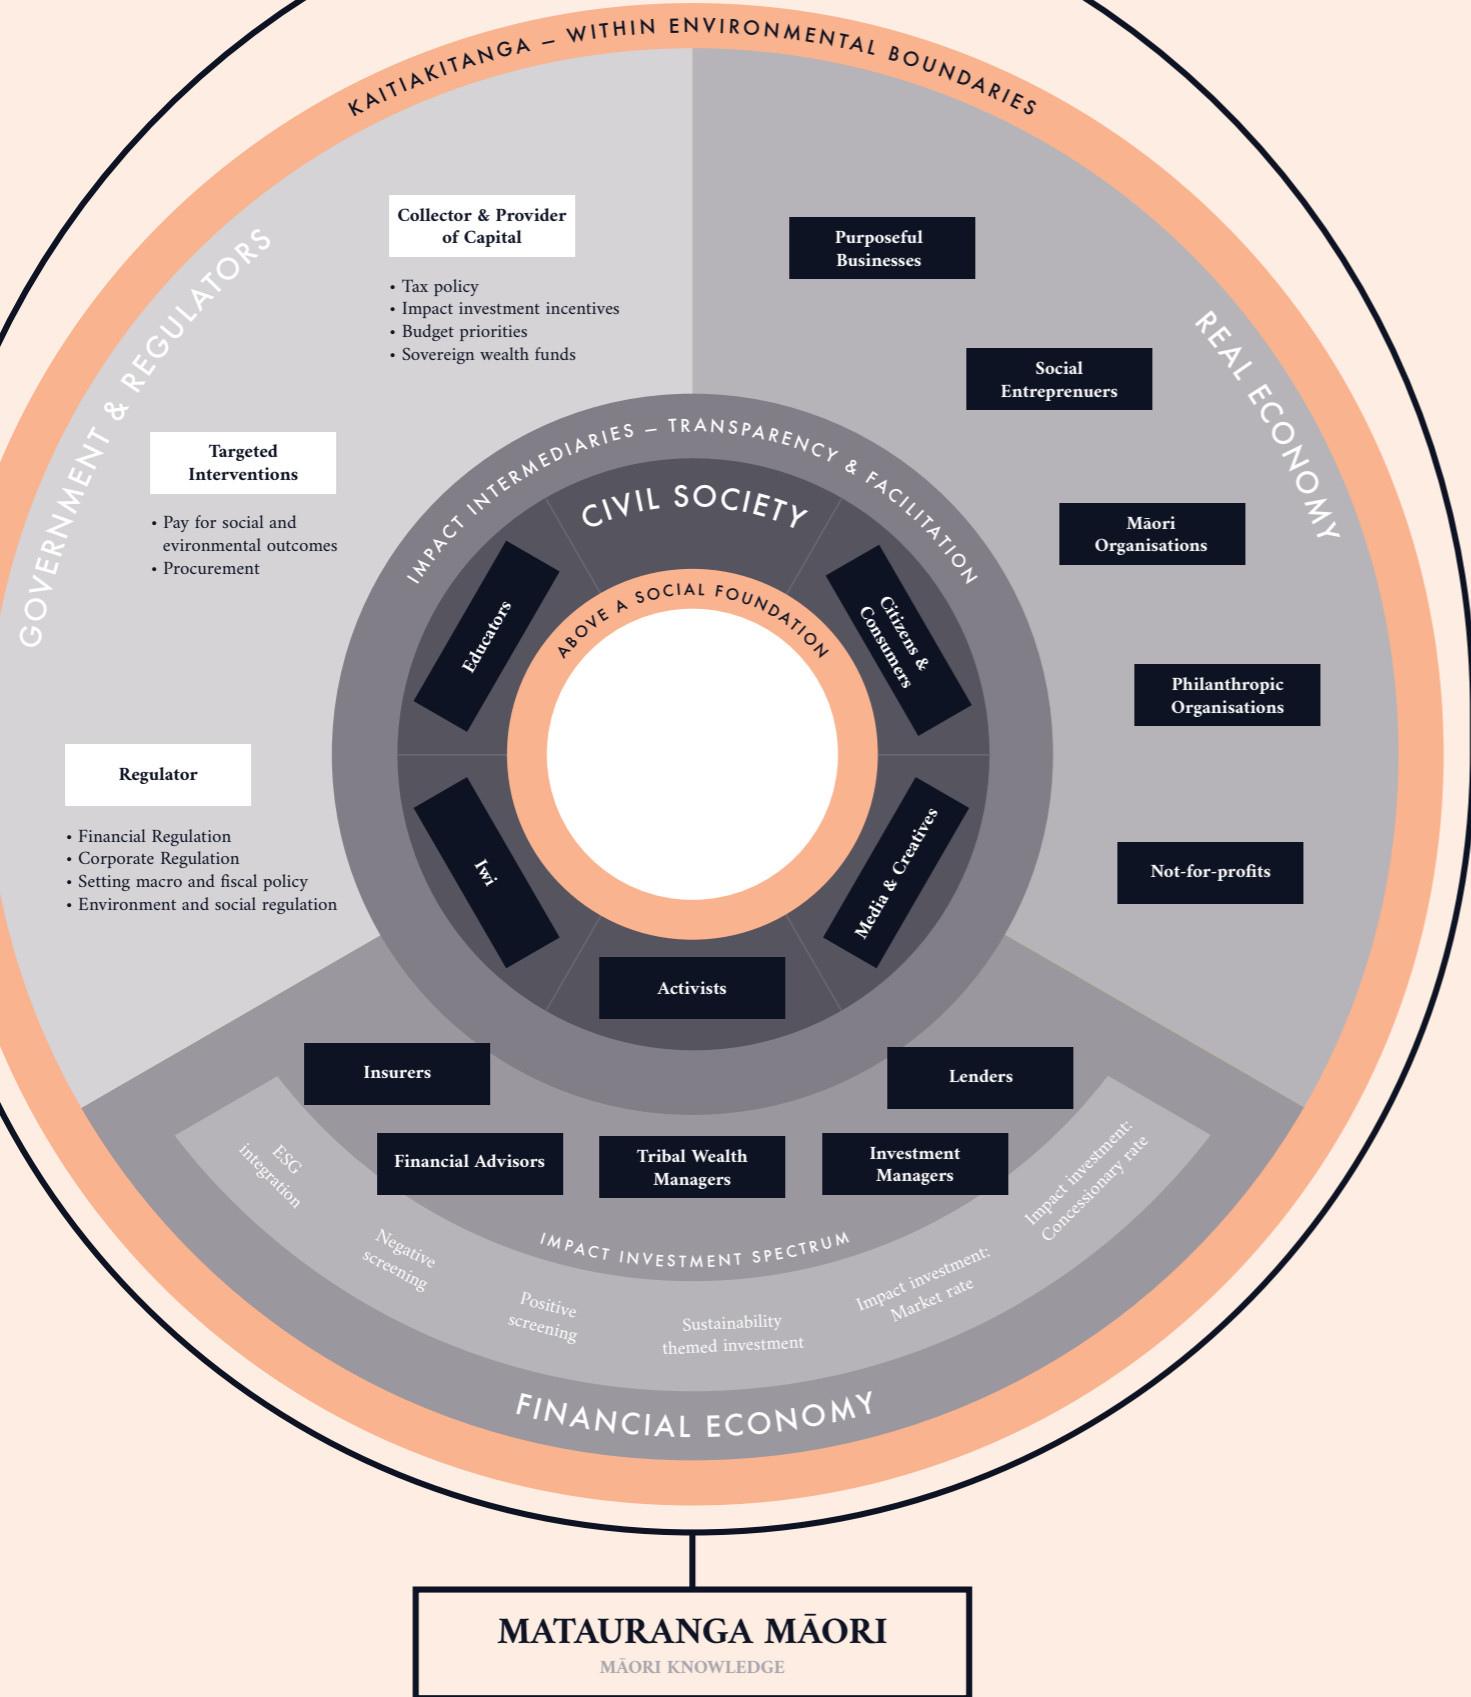 KAITIAKITANGA – WITHIN ENVIRONMENTAL BOUNDARIES
GOVERNMENT & REGULATORS
Collector & Provider
of Capital
• Tax policy
• Impact investment incentives
• Budget priorities
• Sovereign wealth funds
Targeted
Interventions
• Pay for social and
evironmental outcomes
• Procurement
Regulator
• Financial Regulation
• Corporate Regulation
• Setting macro and fiscal policy
• Environment and social regulation
REAL ECONOMY
Purposeful
Businesses
Social
Entreprenuers
Māori
Organisations
Philanthropic
Organisations
Not-for-profits
IMPACT INTERMEDIARIES – TRANSPARENCY & FACILITATION
CIVIL SOCIETY
Educators
Citizens &
Consumers
Iwi
Media & Creatives
Activists
ABOVE A SOCIAL FOUNDATION
Insurers
Lenders
Financial Advisors
Tribal Wealth
Managers
Investment
Managers
IMPACT INVESTMENT SPECTRUM
ESG
integration
Negative
screening
Positive
screening
Sustainability
themed investment
Impact investment:
Market rate
Impact investment:
Concessionary rate
FINANCIAL ECONOMY
MATAURANGA MĀORI
MĀORI KNOWLEDGE